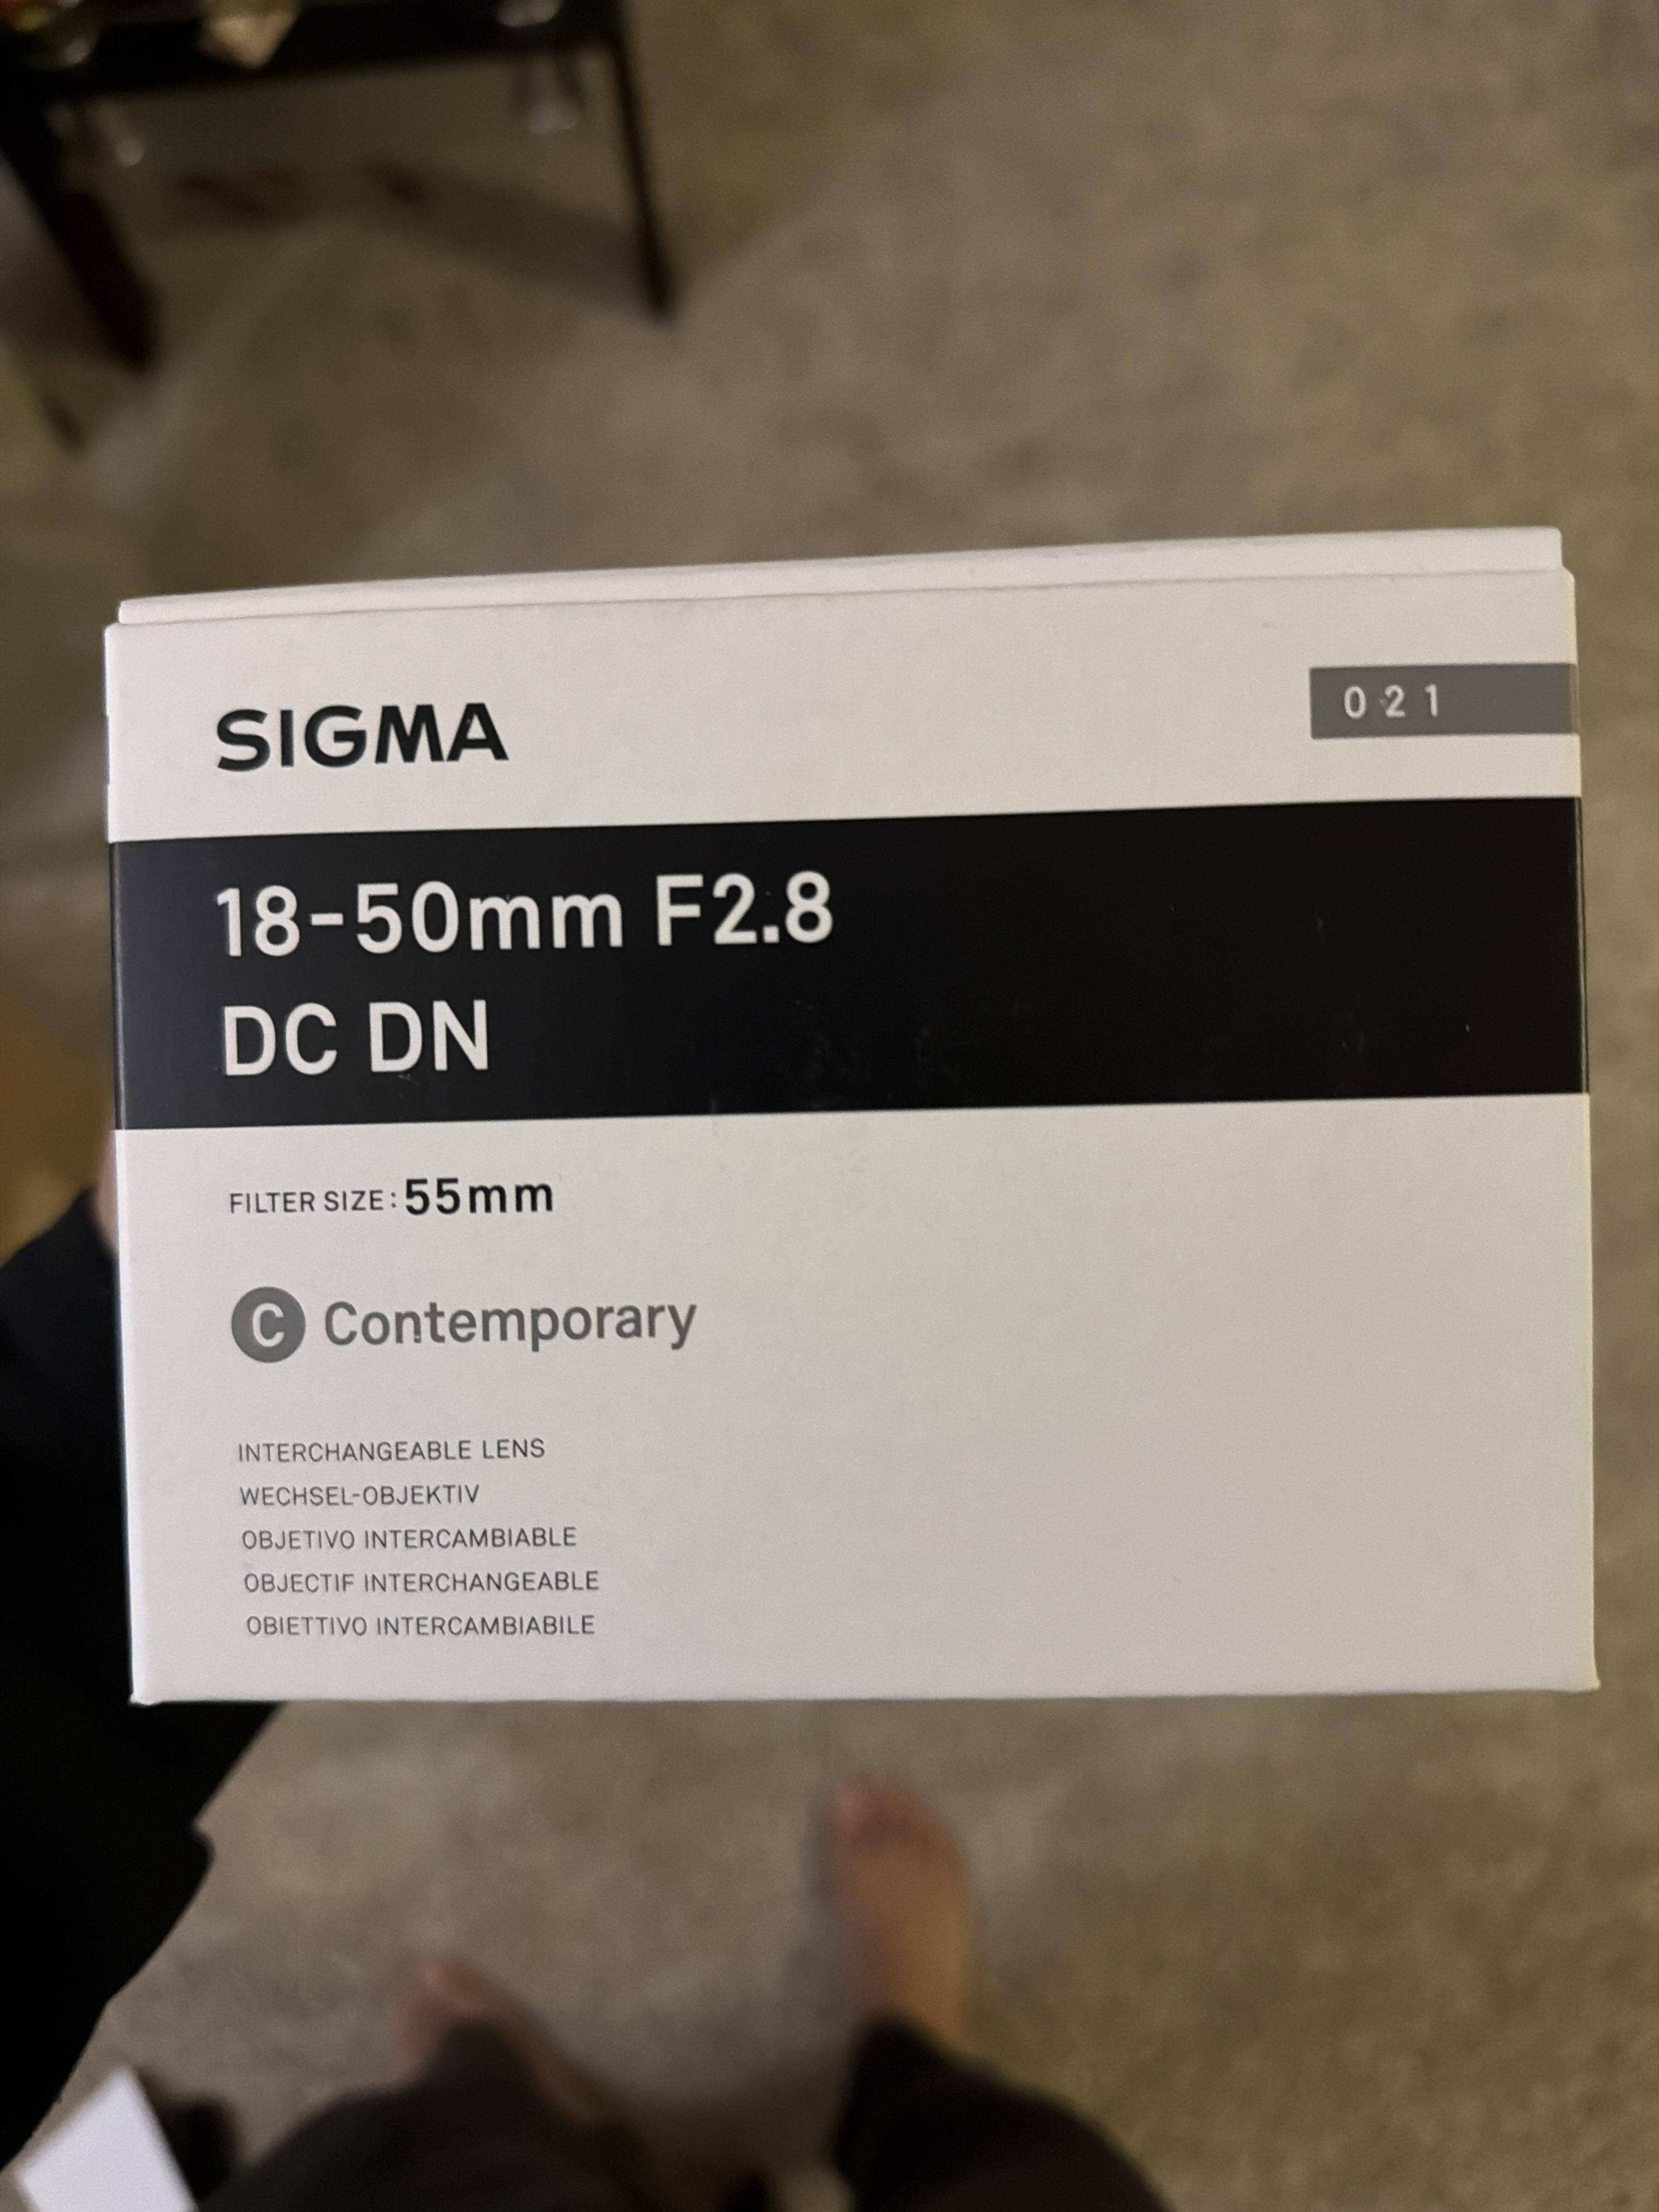 SIGMA
021
18-50mm F2.8
DC DN
FILTER SIZE: 55mm
C Contemporary
INTERCHANGEABLE LENS
WECHSEL-OBJEKTIV
OBJETIVO INTERCAMBIABLE
OBJECTIF INTERCHANGEABLE
OBIETTIVO INTERCAMBIABILE